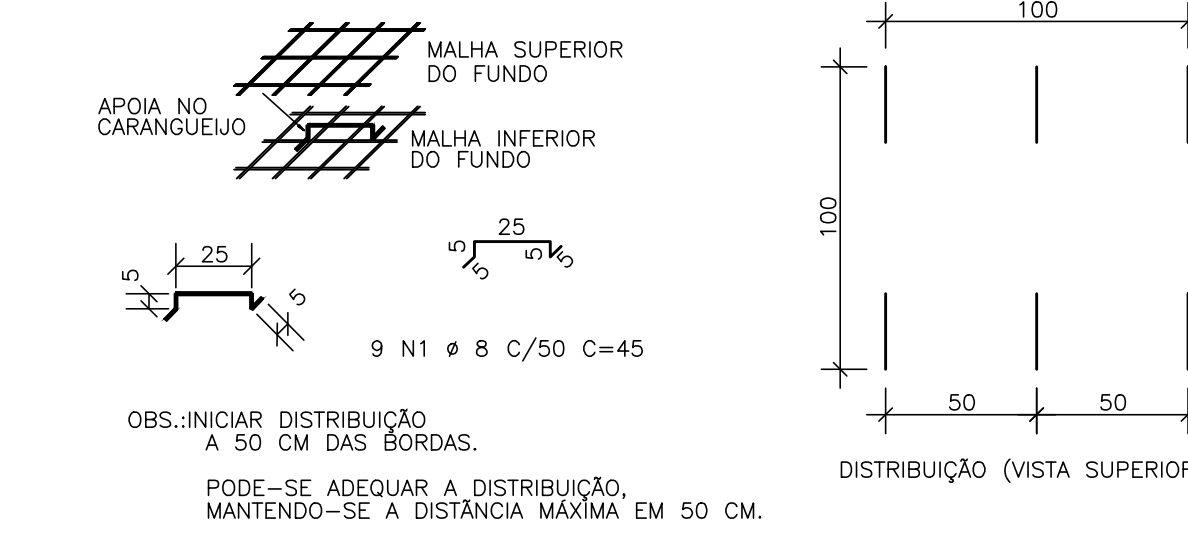 MALHA SUPERIOR
DO FUNDO
APOIA NO
CARANGUEIJO
MALHA INFERIOR
DO FUNDO
25
5
5
25
5
5
5
5
9 N1 ø 8 C/50 C=45
OBS.:INICIAR DISTRIBUIÇÃO
A 50 CM DAS BORDAS.
PODE-SE ADEQUAR A DISTRIBUIÇÃO,
MANTENDO-SE A DISTÃNCIA MÁXIMA EM 50 CM.
100
100
50
50
DISTRIBUIÇÃO (VISTA SUPERIOR